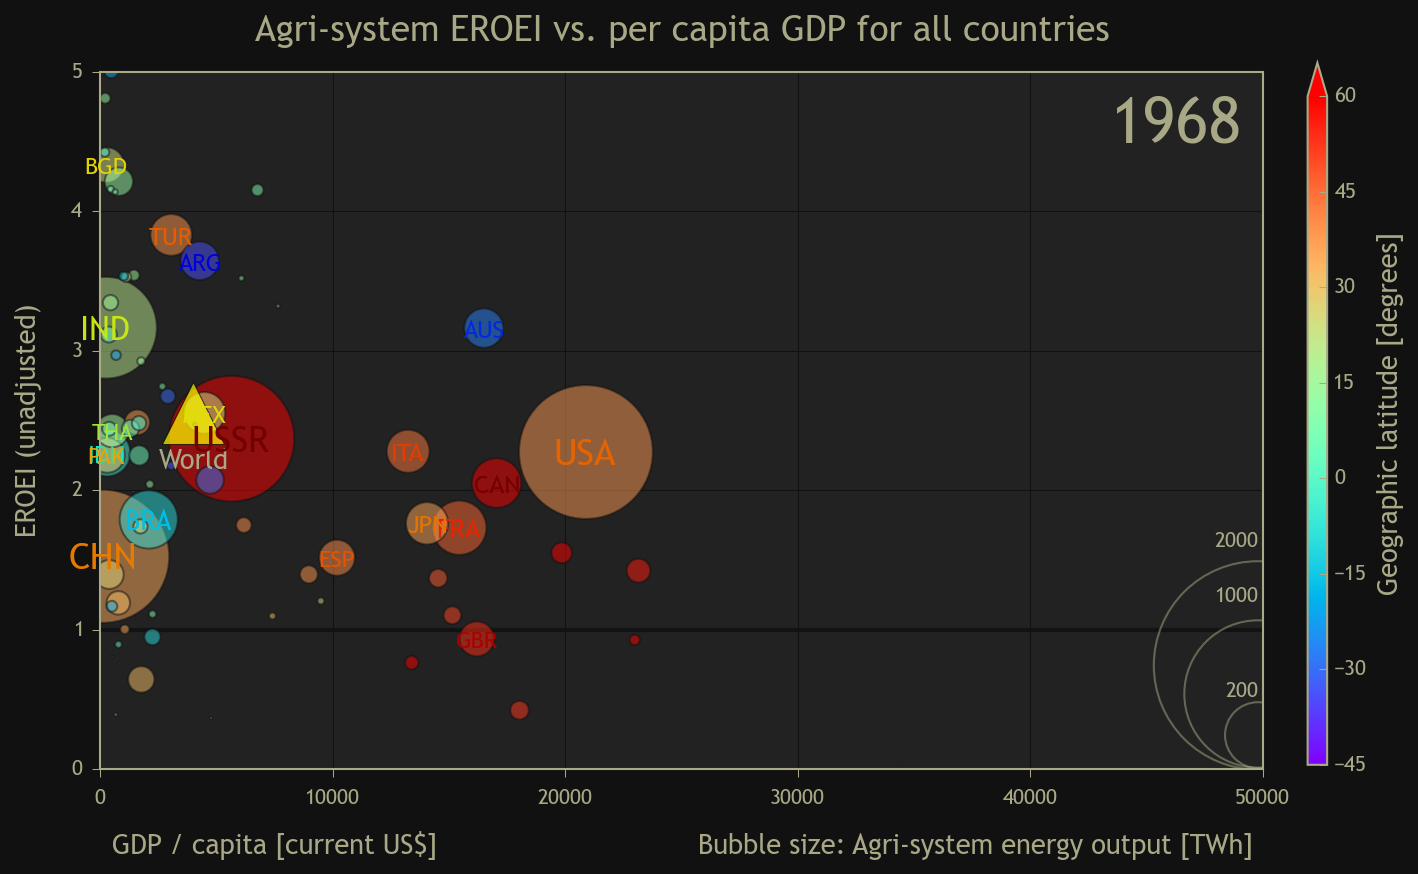 Agri-system EROEI vs. per capita GDP for all countries
1968
EROEI (unadjusted)
5
4
3
2
1
0
BGD
TUR
ARG
IND
AUS
THA
PAK
USSR
World
ITA
USA
CAN
BRA
JPN
FRA
CHN
ESP
GBR
2000
1000
200
0
10000
20000
30000
40000
50000
GDP / capita [current US$]
Bubble size: Agri-system energy output [TWh]
60
45
30
15
0
−15
−30
−45
Geographic latitude [degrees]